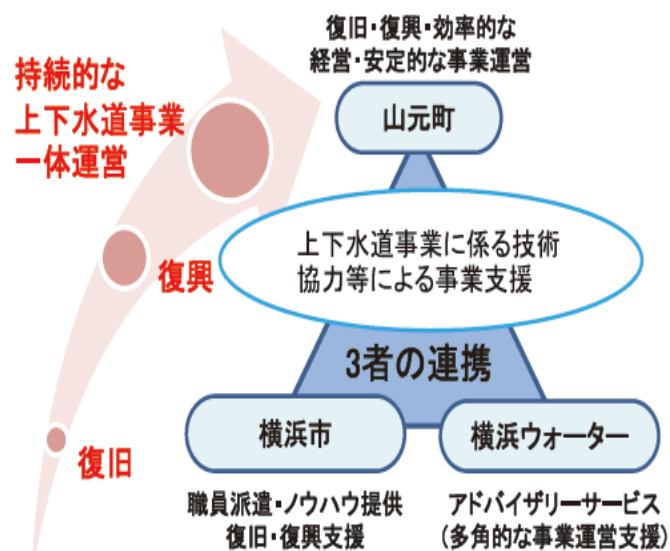 復旧・復興・効率的な
経営・安定的な事業運営
山元町
持続的な
上下水道事業
一体運営
復興
復旧
上下水道事業に係る技術
協力等による事業支援
3者の連携
横浜市
横浜ウォーター
職員派遣・ノウハウ提供
復旧・復興支援
アドバイザリーサービス
(多角的な事業運営支援)